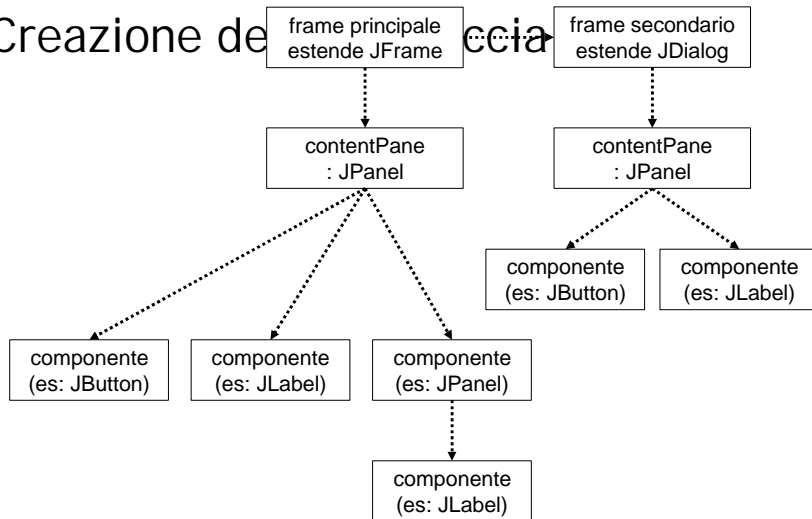 Creazione de ccia
frame principale
estende JFrame
frame secondario
estende JDialog
contentPane
: JPanel
contentPane
: JPanel
componente
(es: JButton)
componente
(es: JLabel)
componente
(es: JButton)
componente
(es: JLabel)
componente
(es: JPanel)
componente
(es: JLabel)